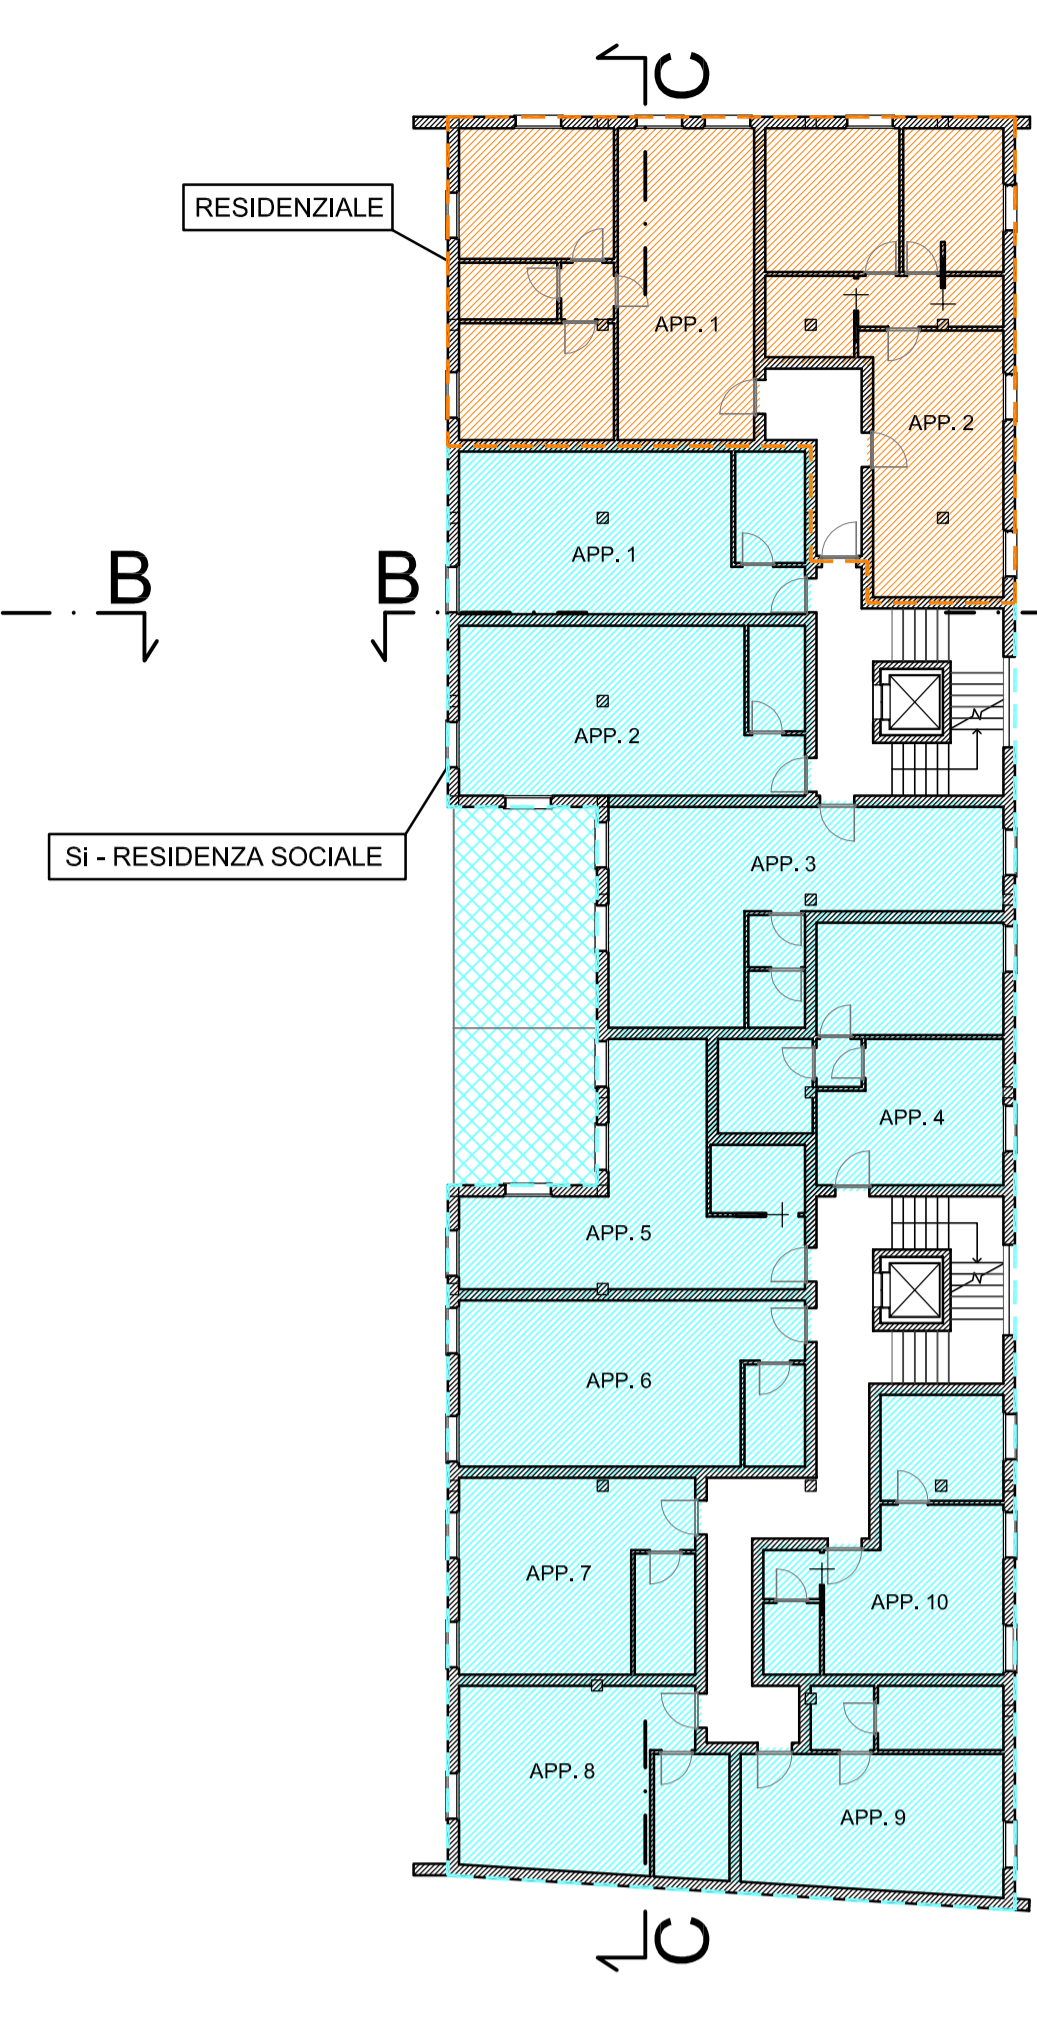 C
RESIDENZIALE
APP. 1
APP. 2
APP. 1
B
B
APP. 2
N
Si - RESIDENZA SOCIALE
APP. 3
APP. 4
APP. 5
N
APP. 6
APP. 7
APP. 10
APP. 8
APP. 9
C